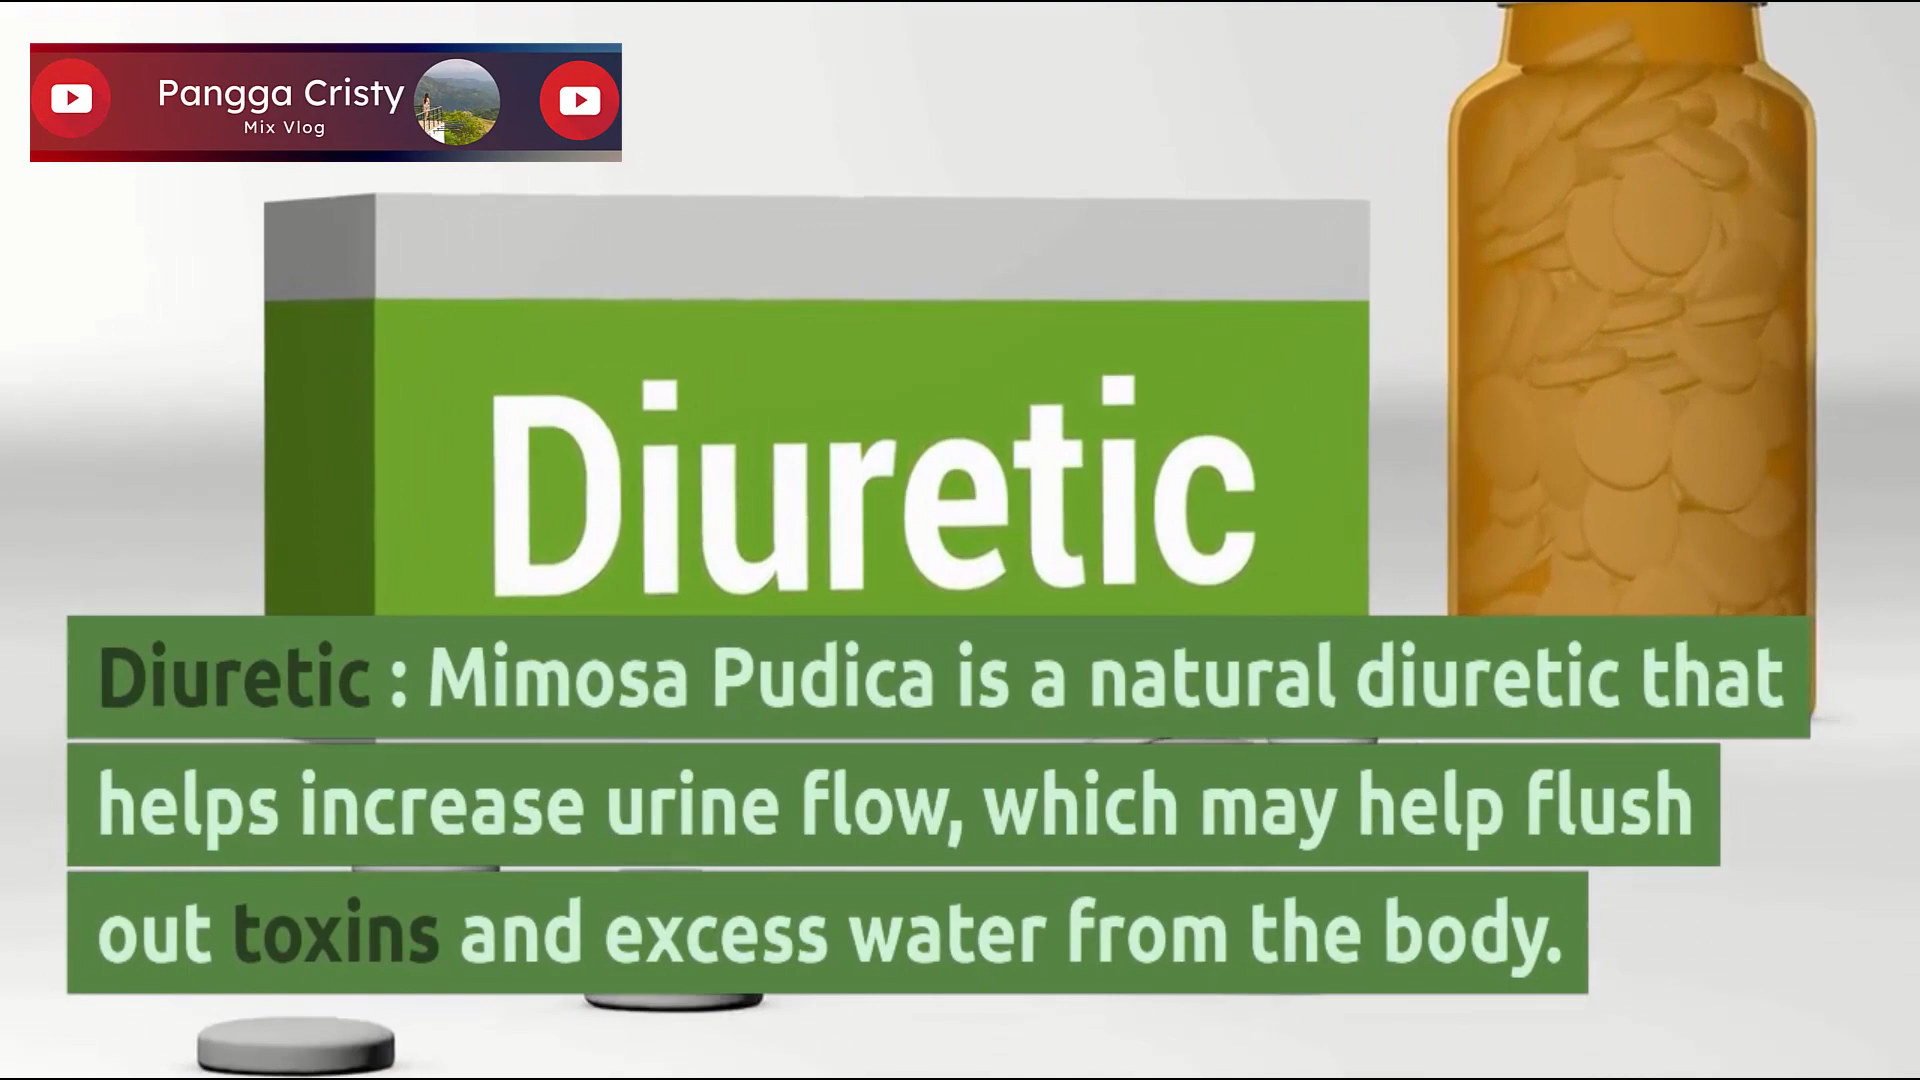 Pangga Cristy
Mix Vlog
Diuretic
Diuretic : Mimosa Pudica is a natural diuretic that
helps increase urine flow, which may help flush
out toxins and excess water from the body.